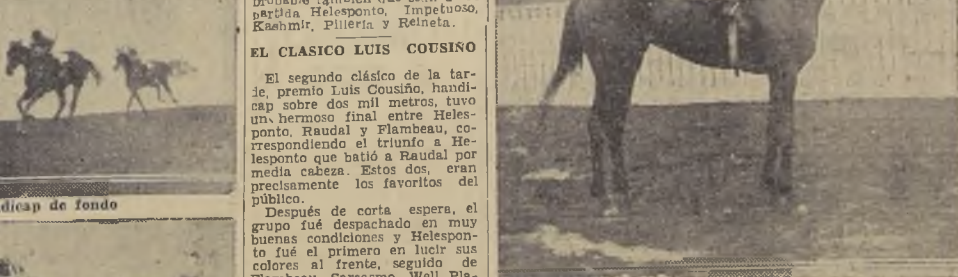 probable también que
partida Helesponto, Impetuoso,
Kashmir, Pillería y Reineta.
EL CLASICO LUIS COUSIÑO
El segundo clásico de la tar-
de, premio Luis Cousiño, handi-
cap sobre dos mil metros, tuvo
un hermoso final entre Heles-
ponto, Raudal y Flambeau, co-
rrespondiendo el triunfo a He-
lesponto que batió a Raudal por
media cabeza. Estos dos, eran
precisamente los favoritos del
público.
Después de corta espera, el
grupo fué despachado en muy
buenas condiciones y Helespon-
to fué el primero en lucir sus
colores al frente, seguido de
Flambeau, Sarcasmo, Well Pla-
dicap de fondo